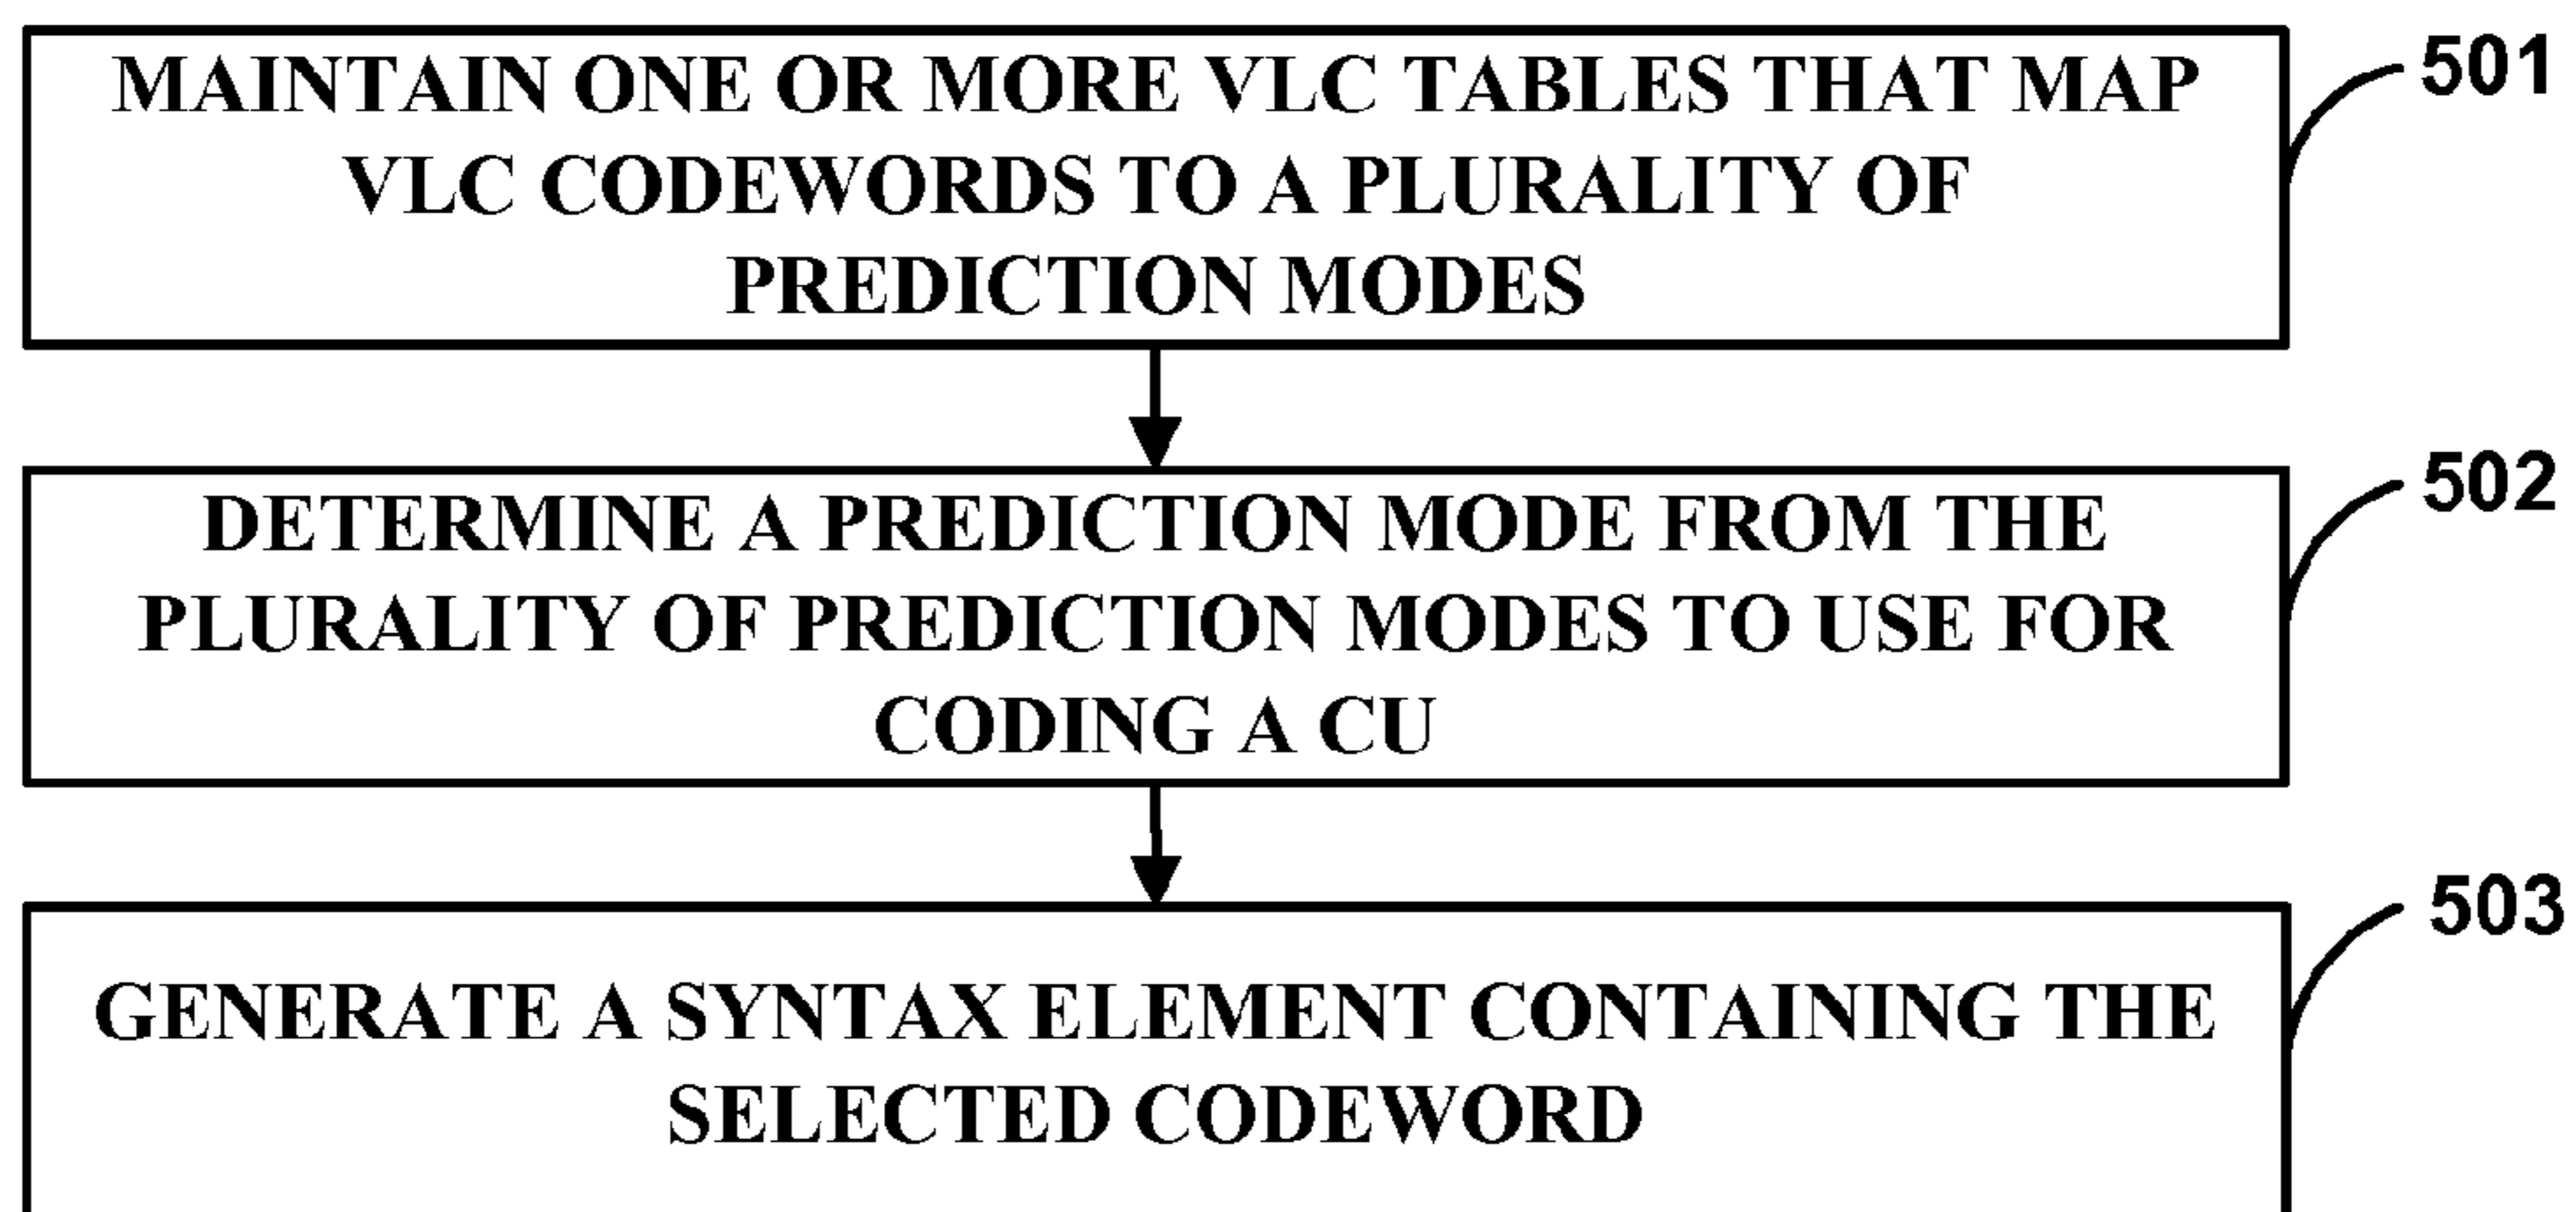 MAINTAIN ONE OR MORE VLC TABLES THAT MAP
VLC CODEWORDS TO A PLURALITY OF
PREDICTION MODES
501
DETERMINE A PREDICTION MODE FROM THE
PLURALITY OF PREDICTION MODES TO USE FOR
CODING A CU
502
GENERATE A SYNTAX ELEMENT CONTAINING THE
SELECTED CODEWORD
503